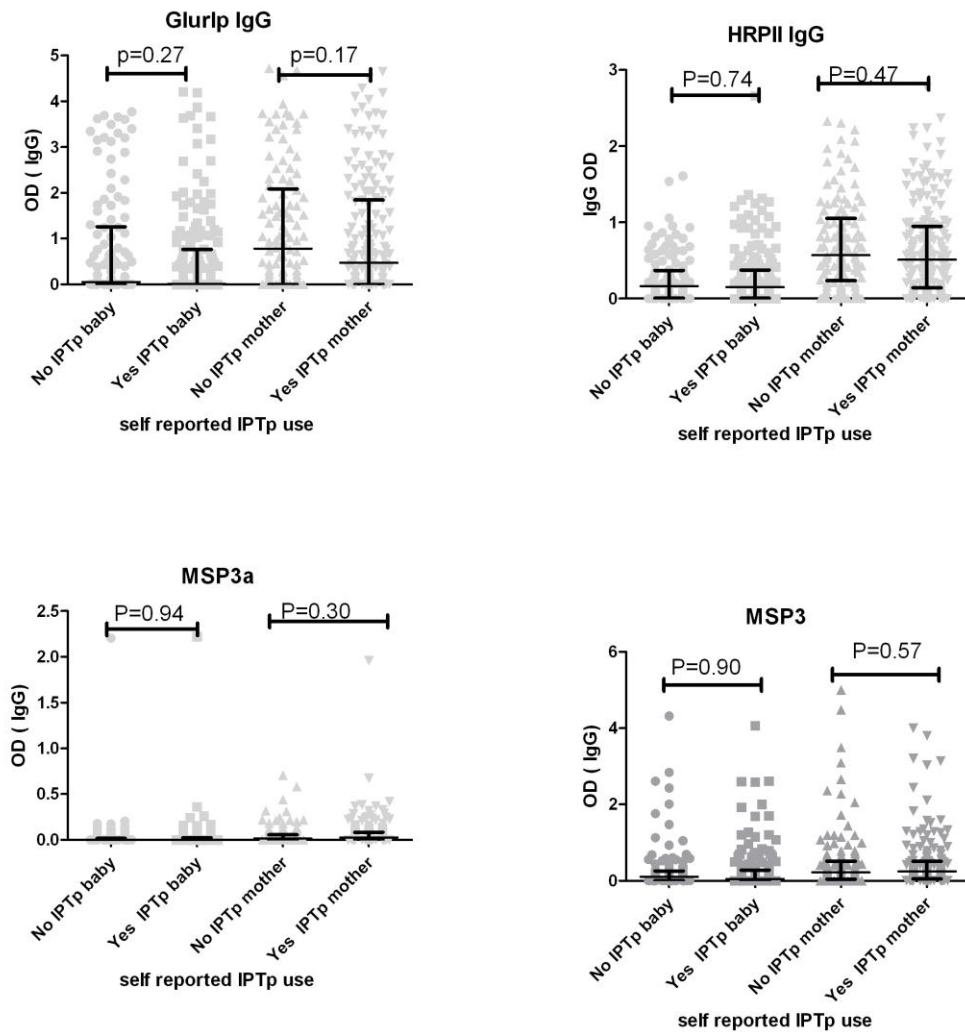 Glurlp IgG
p=0.27
p=0.17
5
4
3
2
1
0
OD ( IgG)
No IPTp baby
Yes IPTp baby
No IPTp mother
Yes IPTp mother
self reported IPTp use
HRPII IgG
P=0.74
P=0.47
3
2
1
0
IgG OD
No IPTp baby
Yes IPTp baby
No IPTp mother
Yes IPTp mother
self reported IPTp use
MSP3a
P=0.94
P=0.30
2.5
2.0
1.5
1.0
0.5
0.0
OD ( IgG)
No IPTp baby
Yes IPTp baby
No IPTp mother
Yes IPTp mother
self reported IPTp use
MSP3
P=0.90
P=0.57
6
4
2
0
OD ( IgG)
No IPTp baby
Yes IPTp baby
No IPTp mother
Yes IPTp mother
self reported IPTp use